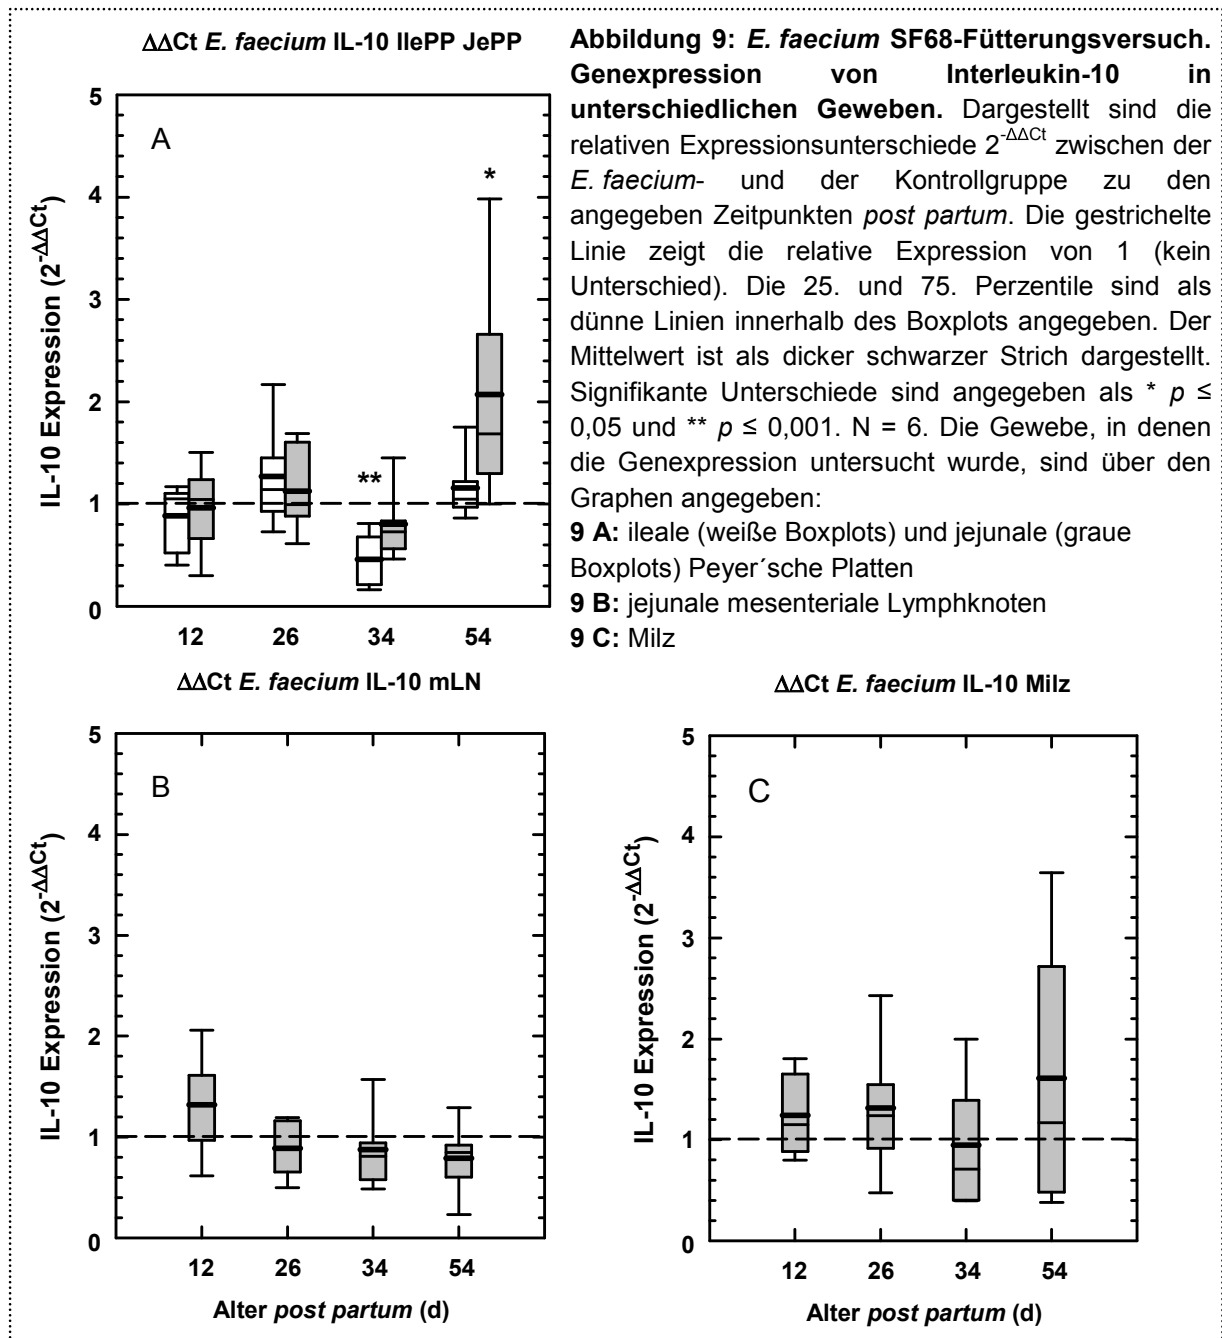 ΔΔCt E. faecium IL-10 IlePP JePP
IL-10 Expression (2^-ΔΔCt)
5
4
3
2
1
0
A
*
**
12 26 34 54
Abbildung 9: E. faecium SF68-Fütterungsversuch.
Genexpression von Interleukin-10 in
unterschiedlichen Geweben. Dargestellt sind die
relativen Expressionsunterschiede 2^-ΔΔCt zwischen der
E. faecium- und der Kontrollgruppe zu den
angegeben Zeitpunkten post partum. Die gestrichelte
Linie zeigt die relative Expression von 1 (kein
Unterschied). Die 25. und 75. Perzentile sind als
dünne Linien innerhalb des Boxplots angegeben. Der
Mittelwert ist als dicker schwarzer Strich dargestellt.
Signifikante Unterschiede sind angegeben als * p ≤
0,05 und ** p ≤ 0,001. N = 6. Die Gewebe, in denen
die Genexpression untersucht wurde, sind über den
Graphen angegeben:
9 A: ileale (weiße Boxplots) und jejunale (graue
Boxplots) Peyer´sche Platten
9 B: jejunale mesenteriale Lymphknoten
9 C: Milz
ΔΔCt E. faecium IL-10 mLN
IL-10 Expression (2^-ΔΔCt)
5
4
3
2
1
0
B
12 26 34 54
Alter post partum (d)
ΔΔCt E. faecium IL-10 Milz
IL-10 Expression (2^-ΔΔCt)
5
4
3
2
1
0
C
12 26 34 54
Alter post partum (d)